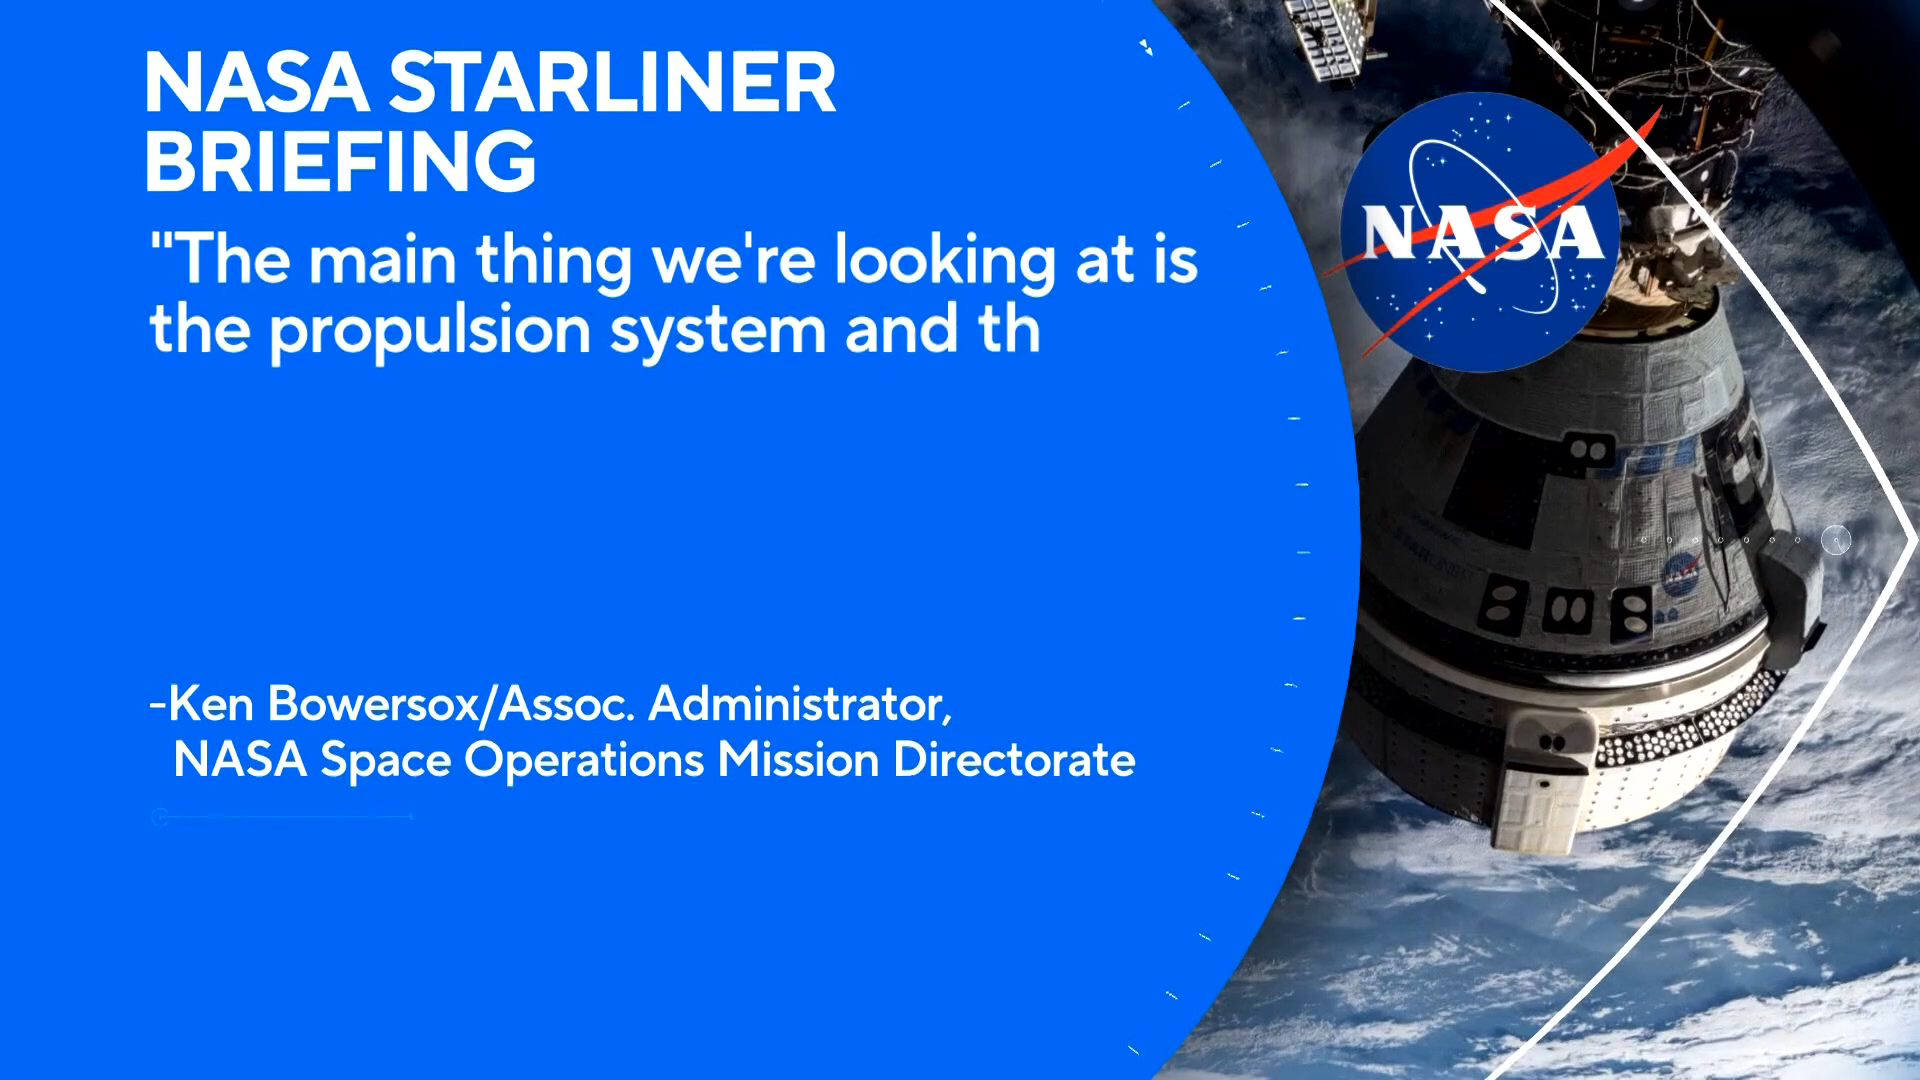 NASA STARLINER
BRIEFING
"The main thing we're looking at is
the propulsion system and th
-Ken Bowersox/Assoc. Administrator,
NASA Space Operations Mission Directorate
NASA